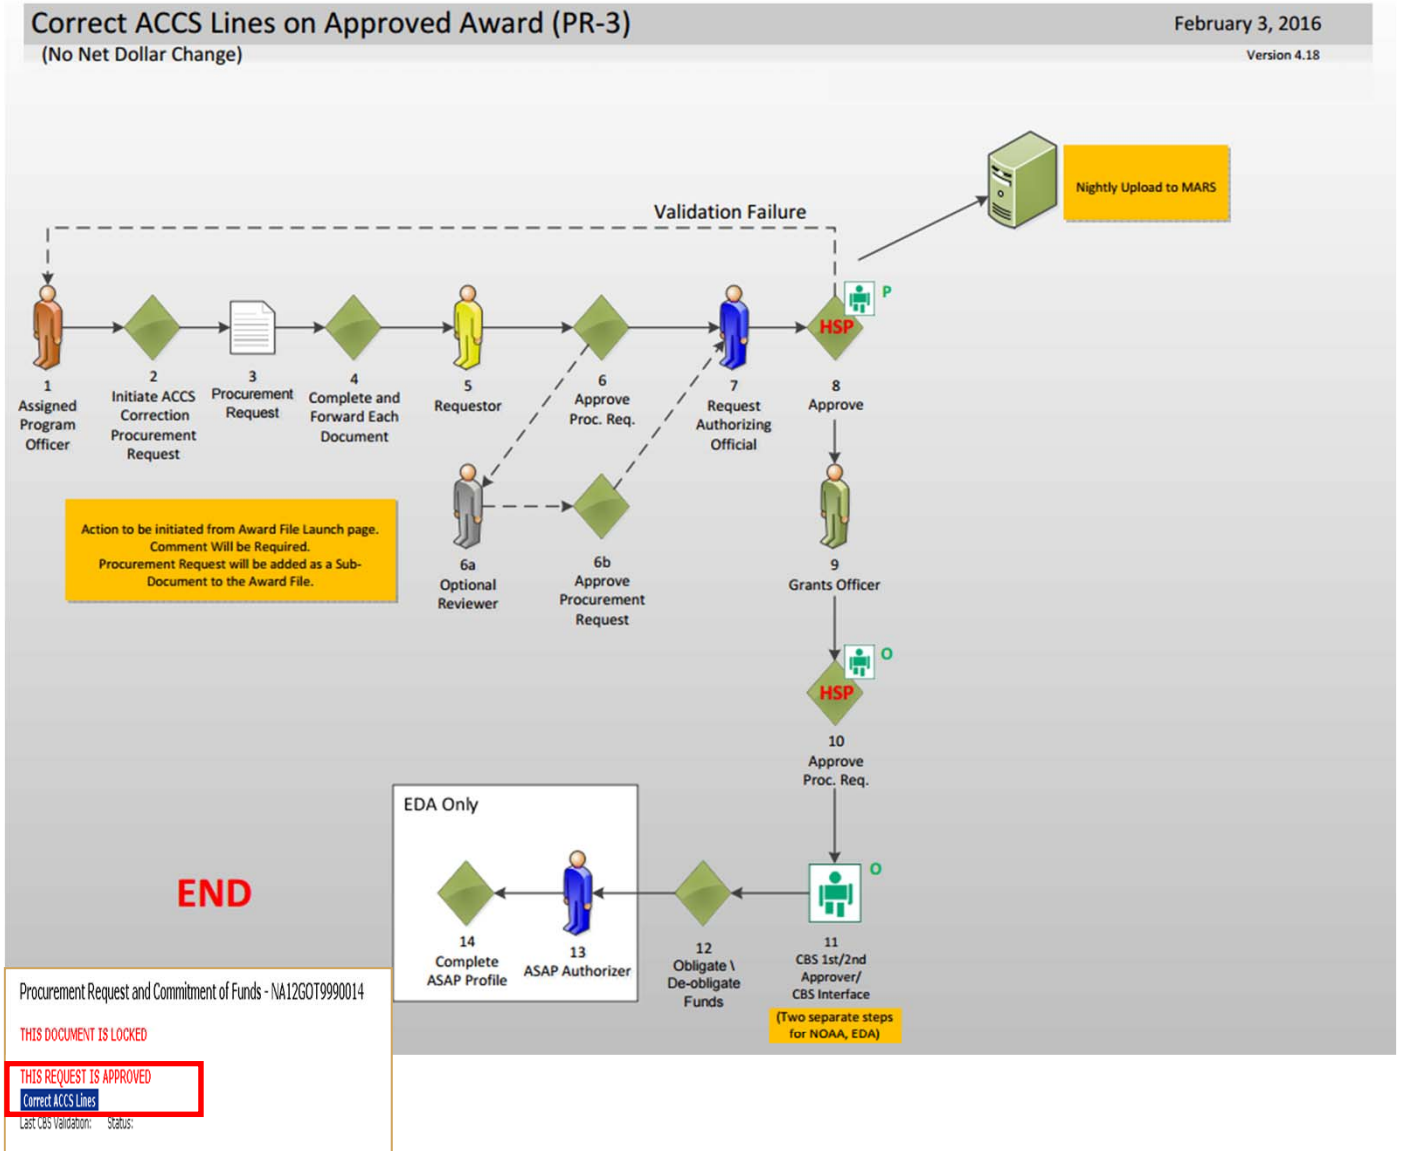 Correct ACCS Lines on Approved Award (PR-3)
February 3, 2016
(No Net Dollar Change)
Version 4.18
Nightly Upload to MARS
Validation Failure
P
HSP
1
Assigned
Program
Officer
2
Initiate ACCS
Correction
Procurement
Request
3
Procurement
Request
4
Complete and
Forward Each
Document
5
Requestor
6
Approve
Proc. Req.
7
Request
Authorizing
Official
8
Approve
Action to be initiated from Award File Launch page.
Comment Will be Required.
Procurement Request will be added as a Sub-
Document to the Award File.
6a
Optional
Reviewer
6b
Approve
Procurement
Request
9
Grants Officer
O
HSP
10
Approve
Proc. Req.
EDA Only
O
END
14
Complete
ASAP Profile
13
ASAP Authorizer
12
Obligate \
De-obligate
Funds
11
CBS 1st/2nd
Approver/
CBS Interface
(Two separate steps
for NOAA, EDA)
Procurement Request and Commitment of Funds - NA12GOT9990014
THIS DOCUMENT IS LOCKED
THIS REQUEST IS APPROVED
Correct ACCS Lines
Last CBS Validation: Status: